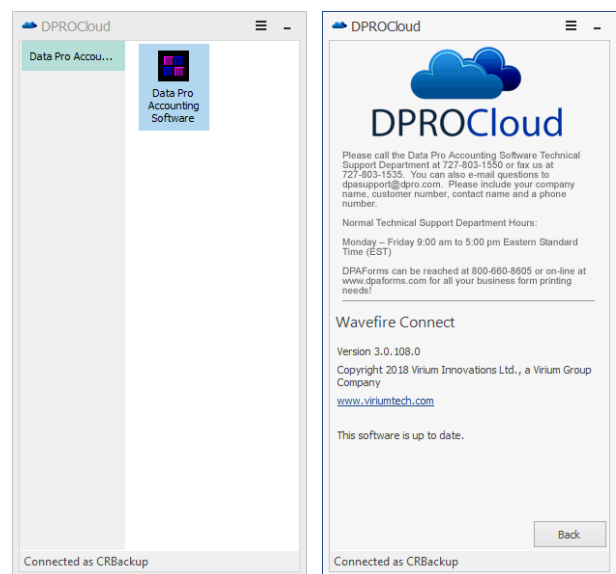 DPROCloud
Data Pro Accou...
Data Pro
Accounting
Software
Connected as CRBackup
DPROCloud
DPROCloud
Please call the Data Pro Accounting Software Technical
Support Department at 727-803-1550 or fax us at
727-803-1535. You can also e-mail questions to
dpasupport@dpro.com. Please include your company
name, customer number, contact name and a phone
number.
Normal Technical Support Department Hours:
Monday – Friday 9:00 am to 5:00 pm Eastern Standard
Time (EST)
DPAForms can be reached at 800-660-8605 or on-line at
www.dpaforms.com for all your business form printing
needs!
Wavefire Connect
Version 3.0.108.0
Copyright 2018 Virium Innovations Ltd., a Virium Group
Company
www.viriumtech.com
This software is up to date.
Back
Connected as CRBackup